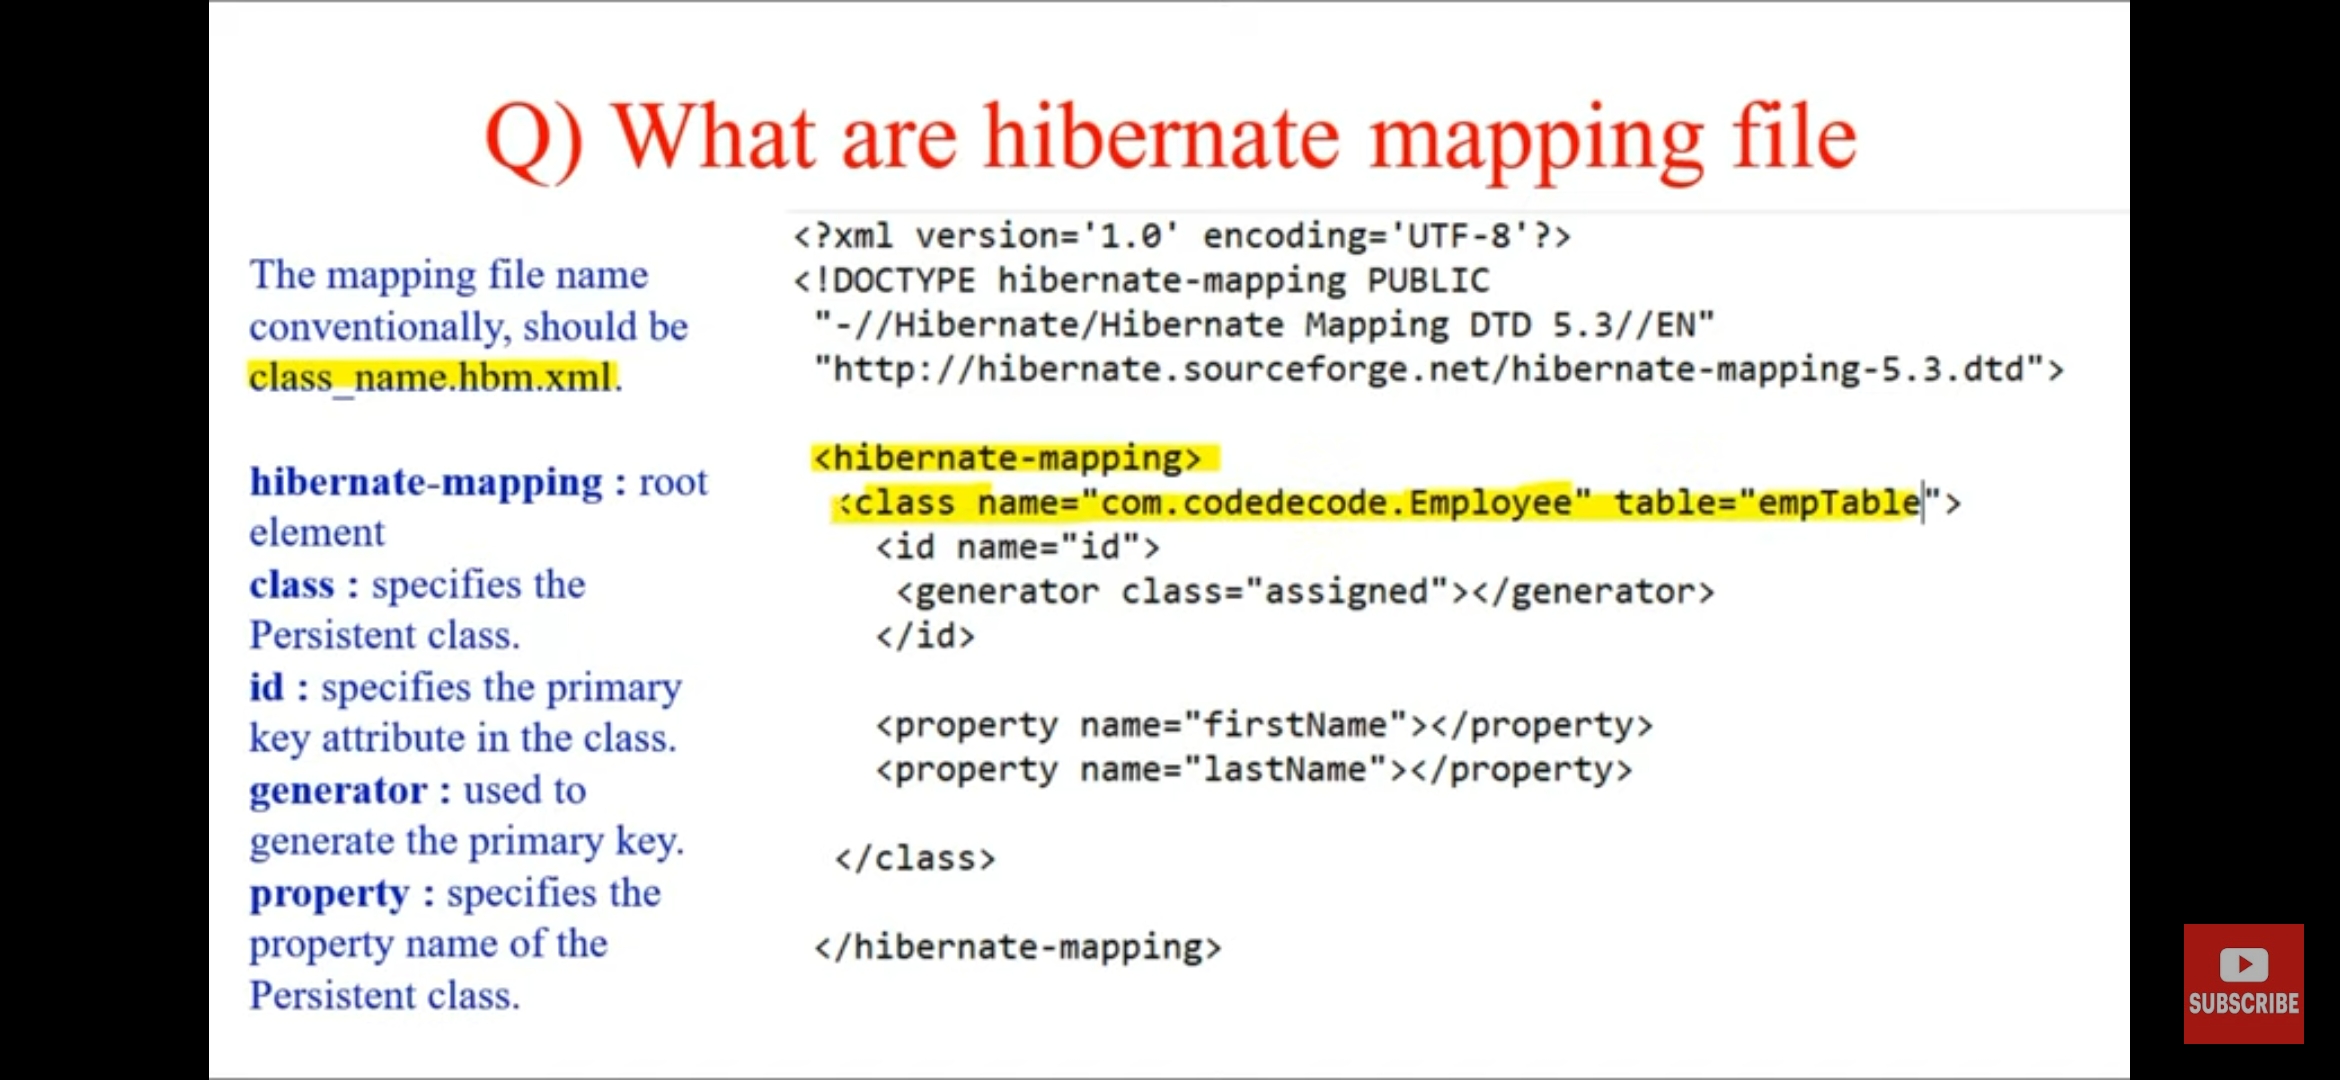 Q) What are hibernate mapping file
The mapping file name
conventionally, should be
class_name.hbm.xml.
hibernate-mapping : root
element
class : specifies the
Persistent class.
id : specifies the primary
key attribute in the class.
generator : used to
generate the primary key.
property : specifies the
property name of the
Persistent class.
<?xml version='1.0' encoding='UTF-8'?>
<!DOCTYPE hibernate-mapping PUBLIC
"-//Hibernate/Hibernate Mapping DTD 5.3//EN"
"http://hibernate.sourceforge.net/hibernate-mapping-5.3.dtd">
<hibernate-mapping>
<class name="com.codedecode.Employee" table="empTable">
<id name="id">
<generator class="assigned"></generator>
</id>
<property name="firstName"></property>
<property name="lastName"></property>
</class>
</hibernate-mapping>
SUBSCRIBE